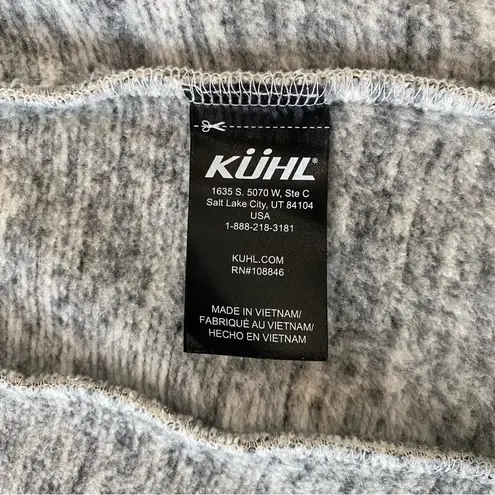 KÜHL®
1635 S. 5070 W, Ste C
Salt Lake City, UT 84104
USA
1-888-218-3181
KUHL.COM
RN#108846
MADE IN VIETNAM/
FABRIQUÉ AU VIETNAM/
HECHO EN VIETNAM